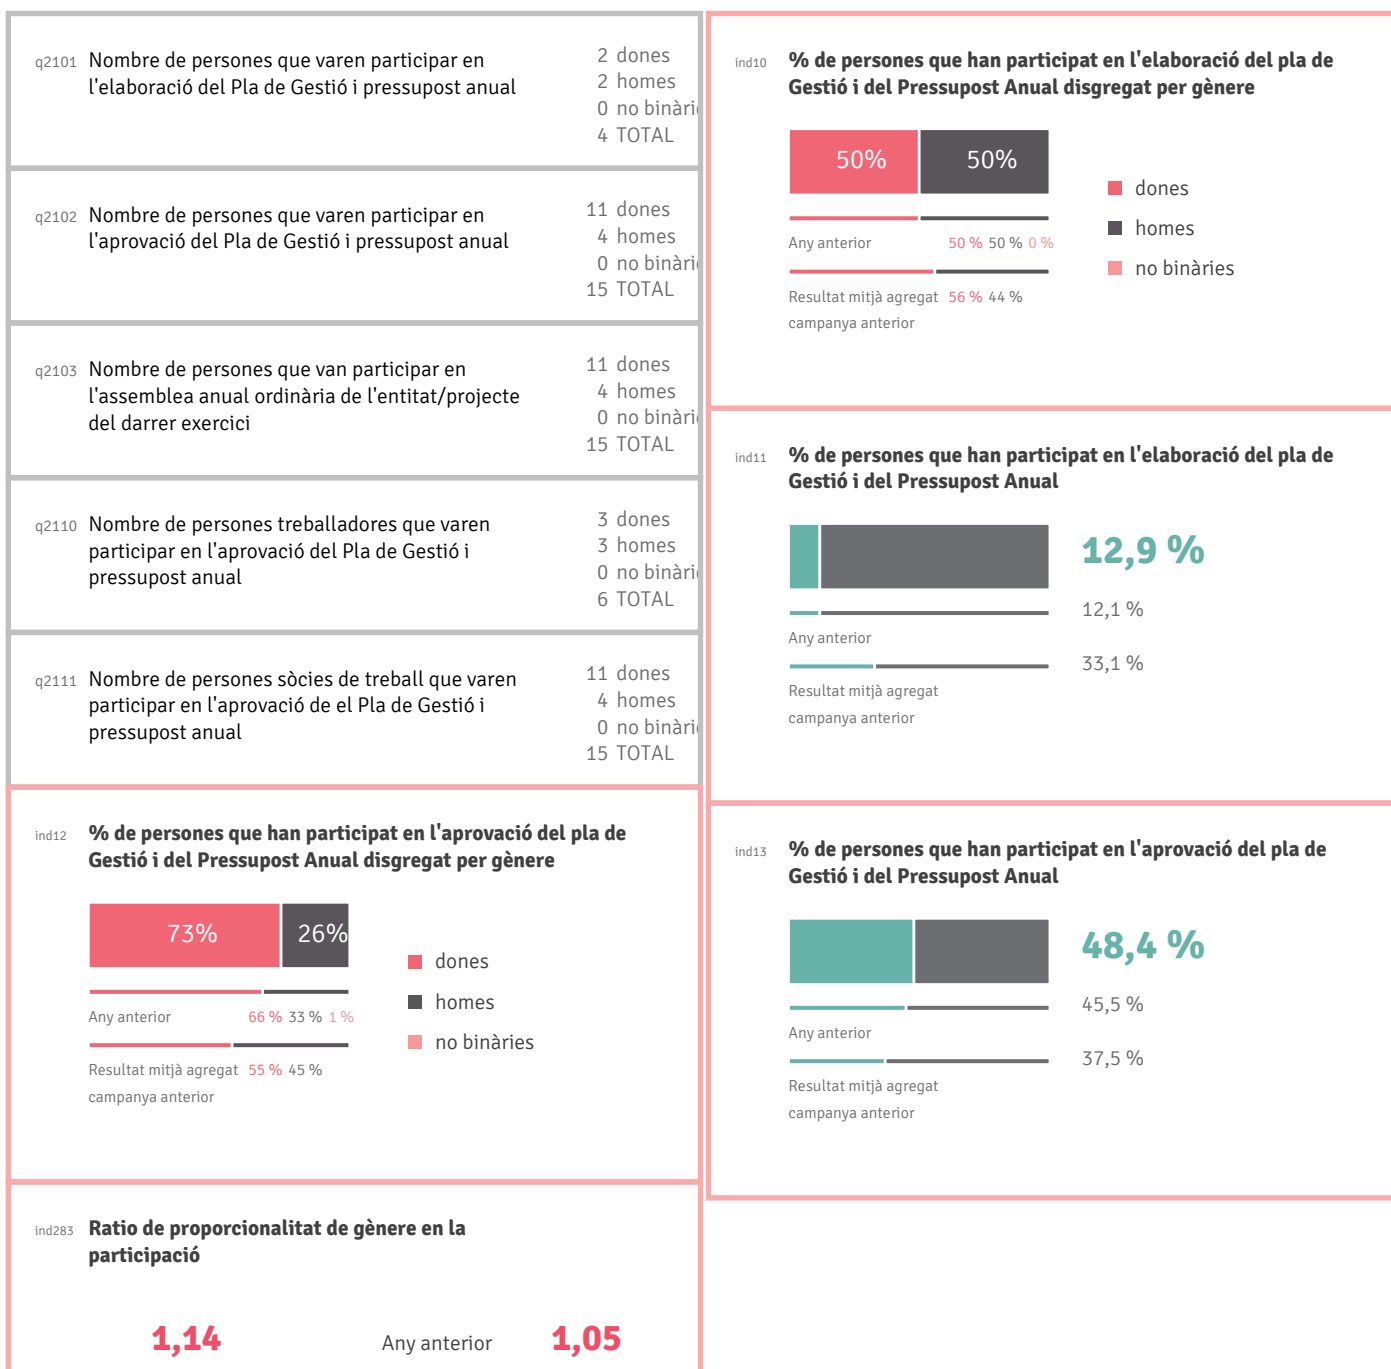 q2101 Nombre de persones que varen participar en
l'elaboració del Pla de Gestió i pressupost anual
2 dones
2 homes
0 no binàri
4 TOTAL
q2102 Nombre de persones que varen participar en
l'aprovació del Pla de Gestió i pressupost anual
11 dones
4 homes
0 no binàri
15 TOTAL
q2103 Nombre de persones que van participar en
l'assemblea anual ordinària de l'entitat/projecte
del darrer exercici
11 dones
4 homes
0 no binàri
15 TOTAL
q2110 Nombre de persones treballadores que varen
participar en l'aprovació del Pla de Gestió i
pressupost anual
3 dones
3 homes
0 no binàri
6 TOTAL
q2111 Nombre de persones sòcies de treball que varen
participar en l'aprovació de el Pla de Gestió i
pressupost anual
11 dones
4 homes
0 no binàri
15 TOTAL
ind12 % de persones que han participat en l'aprovació del pla de
Gestió i del Pressupost Anual disgregat per gènere
73% 26%
dones
homes
no binàries
Any anterior 66 % 33 % 1 %
Resultat mitjà agregat 55 % 45 %
campanya anterior
ind283 Ratio de proporcionalitat de gènere en la
participació
1,14 Any anterior 1,05
ind10 % de persones que han participat en l'elaboració del pla de
Gestió i del Pressupost Anual disgregat per gènere
50% 50%
dones
homes
no binàries
Any anterior 50 % 50 % 0 %
Resultat mitjà agregat 56 % 44 %
campanya anterior
ind11 % de persones que han participat en l'elaboració del pla de
Gestió i del Pressupost Anual
12,9 %
12,1 %
Any anterior
33,1 %
Resultat mitjà agregat
campanya anterior
ind13 % de persones que han participat en l'aprovació del pla de
Gestió i del Pressupost Anual
48,4 %
45,5 %
Any anterior
37,5 %
Resultat mitjà agregat
campanya anterior